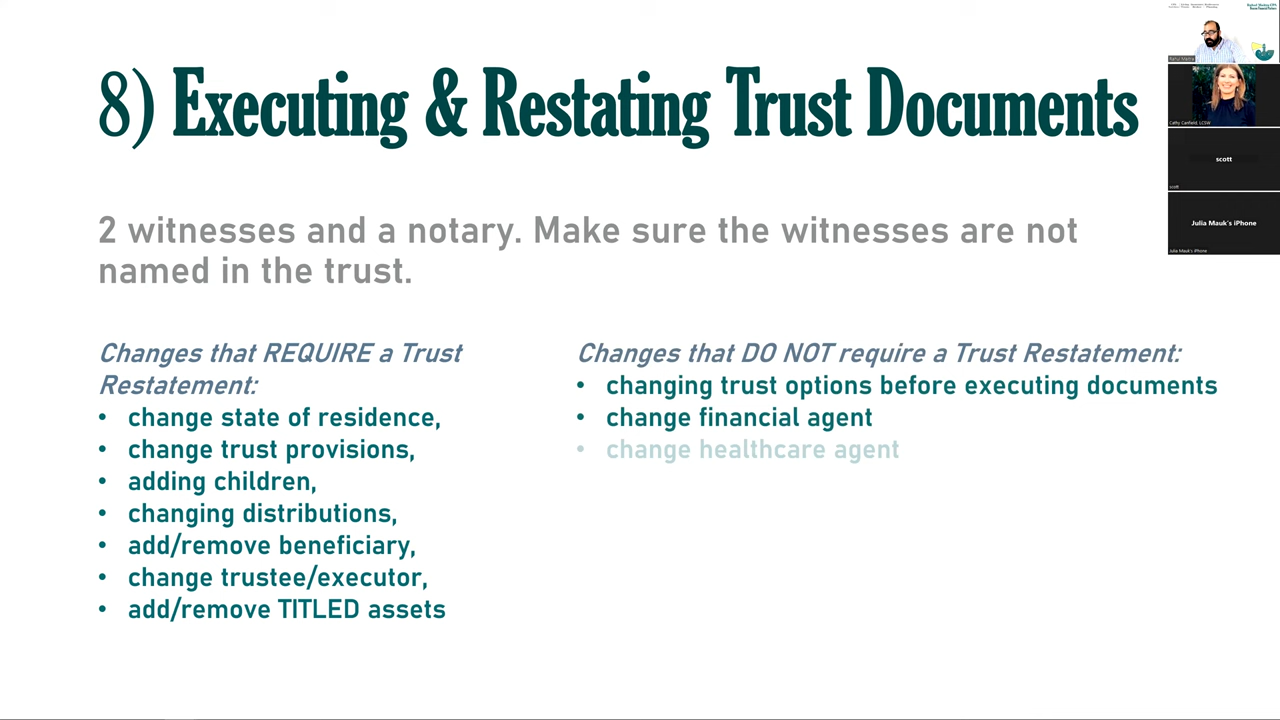 8) Executing & Restating Trust Documents
2 witnesses and a notary. Make sure the witnesses are not
named in the trust.
Changes that REQUIRE a Trust
Restatement:
• change state of residence,
• change trust provisions,
• adding children,
• changing distributions,
• add/remove beneficiary,
• change trustee/executor,
• add/remove TITLED assets
Changes that DO NOT require a Trust Restatement:
• changing trust options before executing documents
• change financial agent
• change healthcare agent
Cathy Canfield, LCSW
scott
scott
Julia Mauk's iPhone
Julia Mauk's iPhone